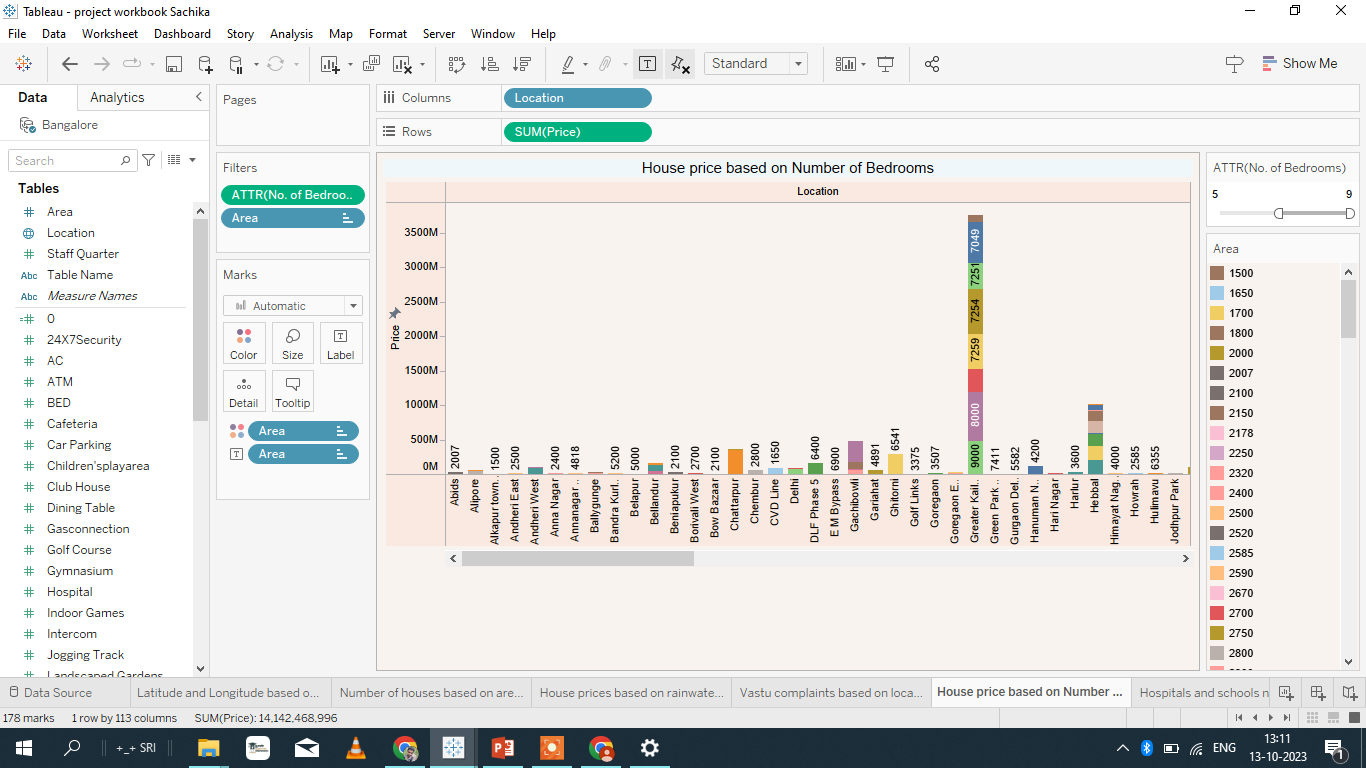 Tableau - project workbook Sachika
File Data Worksheet Dashboard Story Analysis Map Format Server Window Help
Standard
Show Me
Data Analytics
Bangalore
Search
Tables
Area
Location
Staff Quarter
Abc Table Name
Abc Measure Names
0
24X7Security
AC
ATM
BED
Cafeteria
Car Parking
Children'splayarea
Club House
Dining Table
Gasconnection
Golf Course
Gymnasium
Hospital
Indoor Games
Intercom
Jogging Track
Landscaped Gardens
Pages
Filters
ATTR(No. of Bedroo..
Area
Marks
Automatic
Color Size Label
Detail Tooltip
Area
Area
Columns Location
Rows SUM(Price)
House price based on Number of Bedrooms
Location
Price
3500M
3000M
2500M
2000M
1500M
1000M
500M
0M
2007
1500
2500
2400
4818
5200
5000
2100
2700
2100
2800
1650
6400
6900
4891
6541
3375
3507
7049
7251
7254
7259
8000
9000
7411
5582
4200
3600
4000
2585
6355
Abids
Alipore
Alkapur town..
Andheri East
Andheri West
Anna Nagar
Annanagar ..
Ballygunge
Bandra Kurl..
Belapur
Bellandur
Beniapukur
Borivali West
Bow Bazaar
Chattarpur
Chembur
CVD Line
Delhi
DLF Phase 5
E M Bypass
Gachibowli
Gariahat
Ghitorni
Golf Links
Goregaon
Goregaon E..
Greater Kail..
Green Park ..
Gurgaon Del..
Hanuman N..
Hari Nagar
Harlur
Hebbal
Himayat Nag..
Howrah
Hulimavu
Jodhpur Park
ATTR(No. of Bedrooms)
5 9
Area
1500
1650
1700
1800
2000
2007
2100
2150
2178
2250
2320
2400
2500
2520
2585
2590
2670
2700
2750
2800
Data Source Latitude and Longitude based o... Number of houses based on are... House prices based on rainwate... Vastu complaints based on loca... House price based on Number ... Hospitals and schools n
178 marks 1 row by 113 columns SUM(Price): 14,142,468,996
+_+ SRI
ENG
13:11
13-10-2023
1